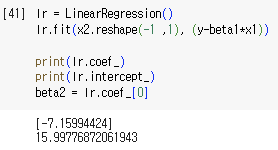 [41] lr = LinearRegression()
lr.fit(x2.reshape(-1 ,1), (y-beta1*x1))
print(lr.coef_)
print(lr.intercept_)
beta2 = lr.coef_[0]
[-7.15994424]
15.99776872061943